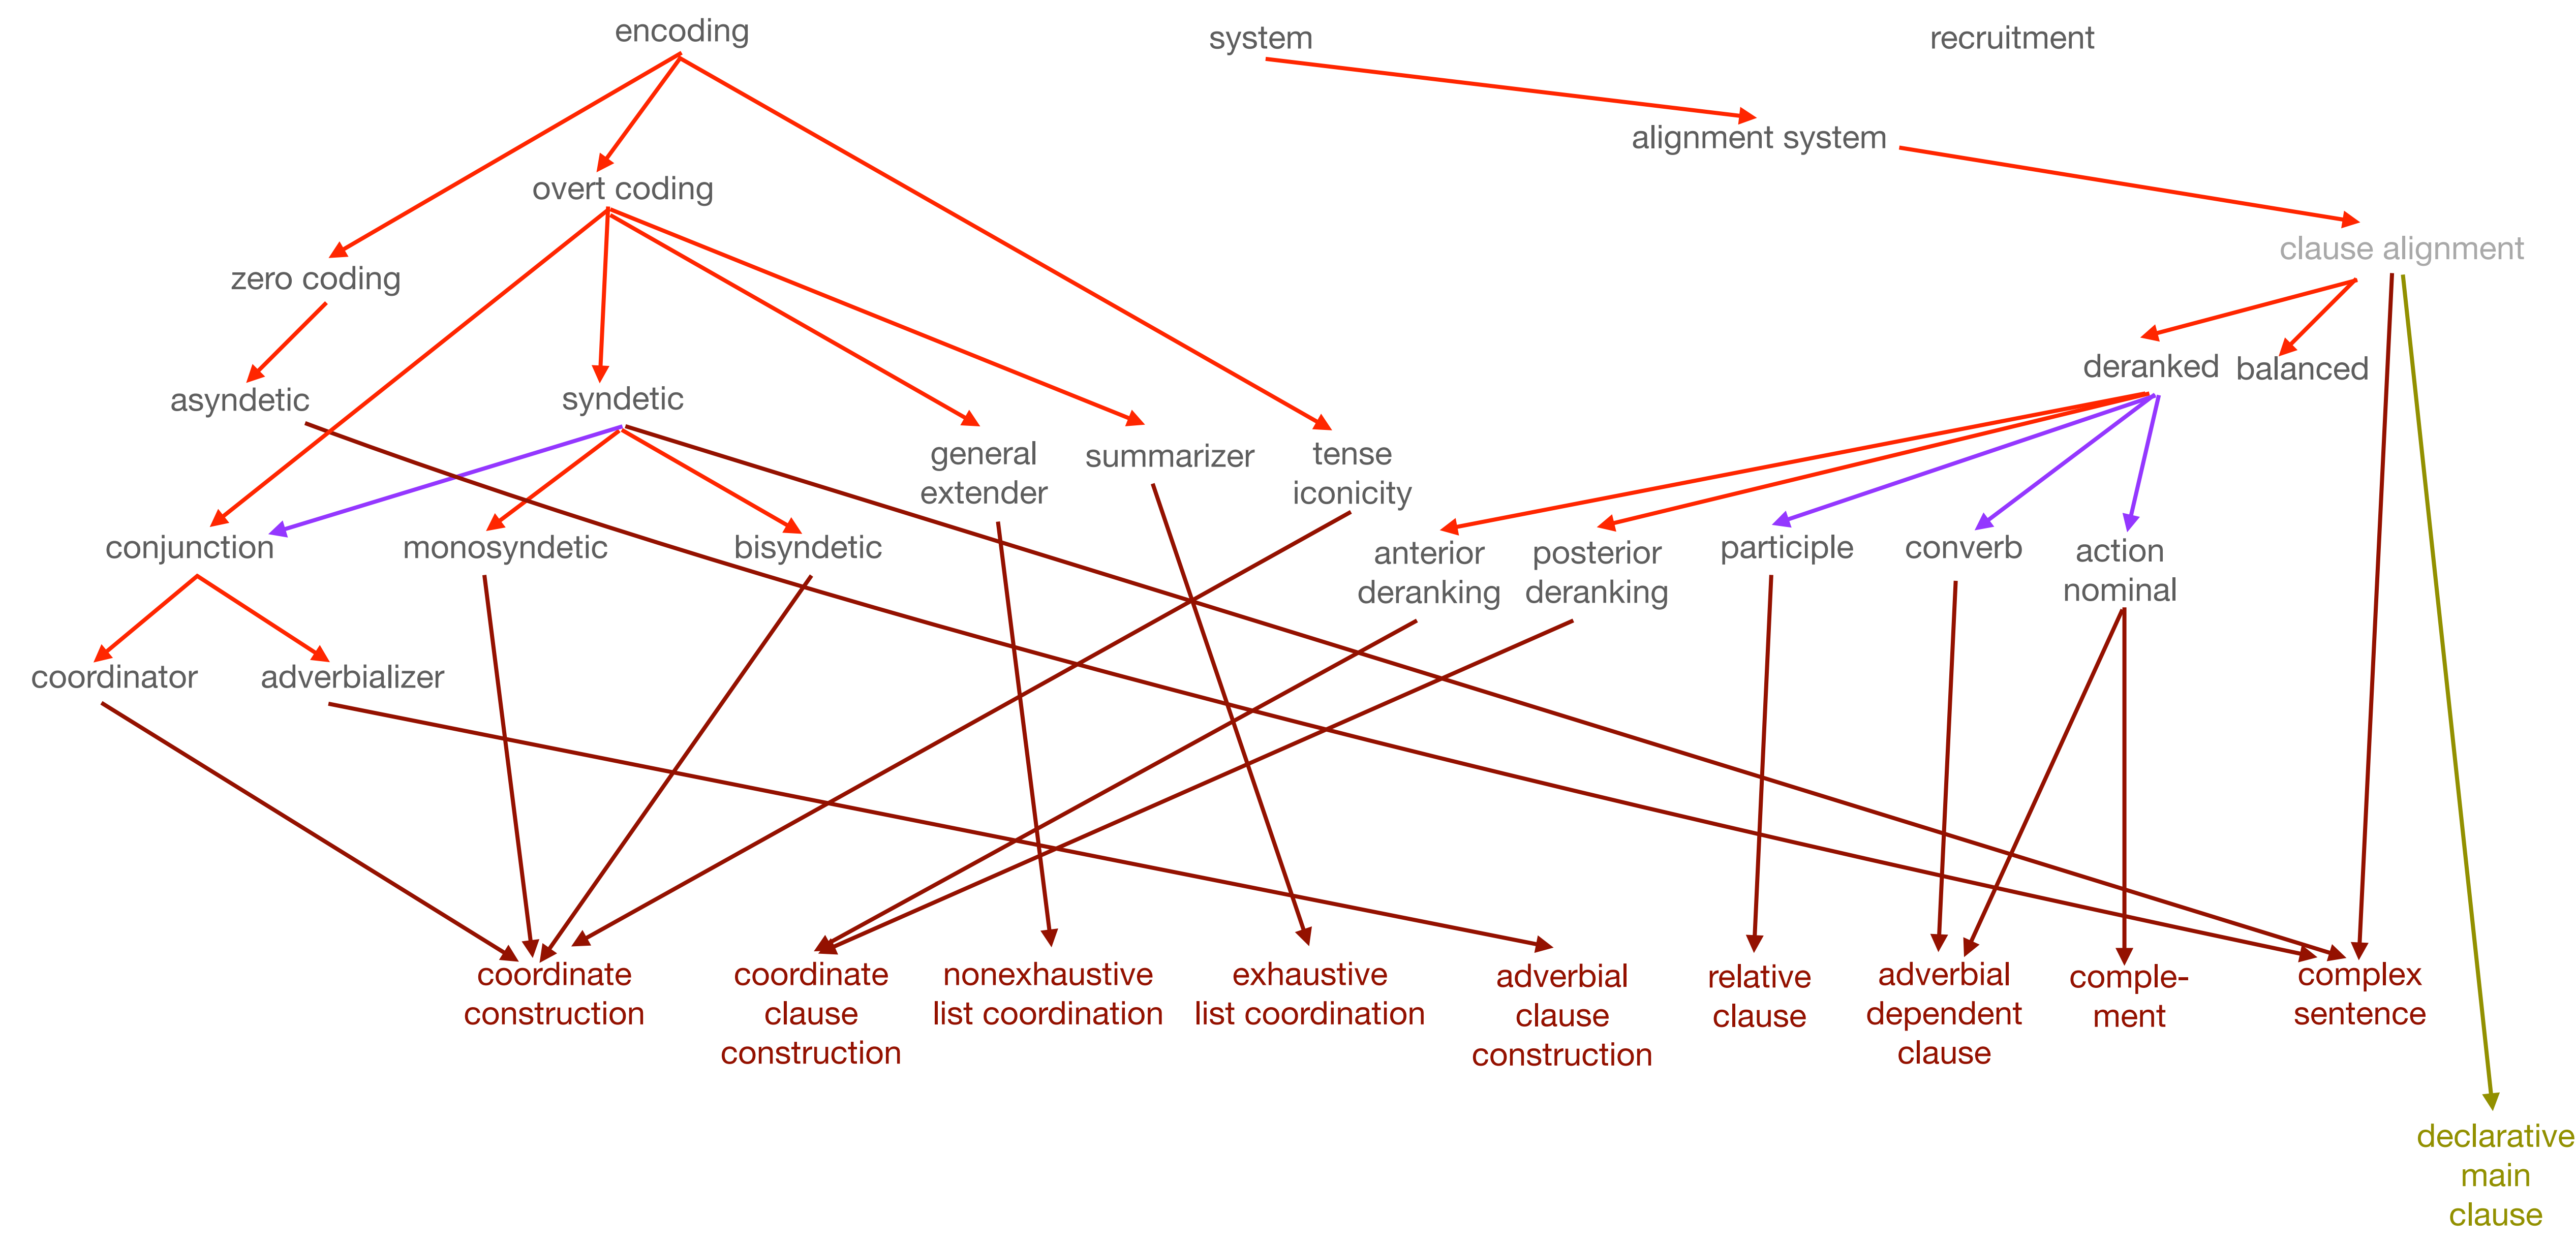 encoding
system
recruitment
alignment system
overt coding
clause alignment
zero coding
deranked
balanced
asyndetic
syndetic
general
extender
summarizer
tense
iconicity
conjunction
monosyndetic
bisyndetic
anterior
deranking
posterior
deranking
participle
converb
action
nominal
coordinator
adverbializer
coordinate
construction
coordinate
clause
construction
nonexhaustive
list coordination
exhaustive
list coordination
adverbial
clause
construction
relative
clause
adverbial
dependent
clause
comple-
ment
complex
sentence
declarative
main
clause